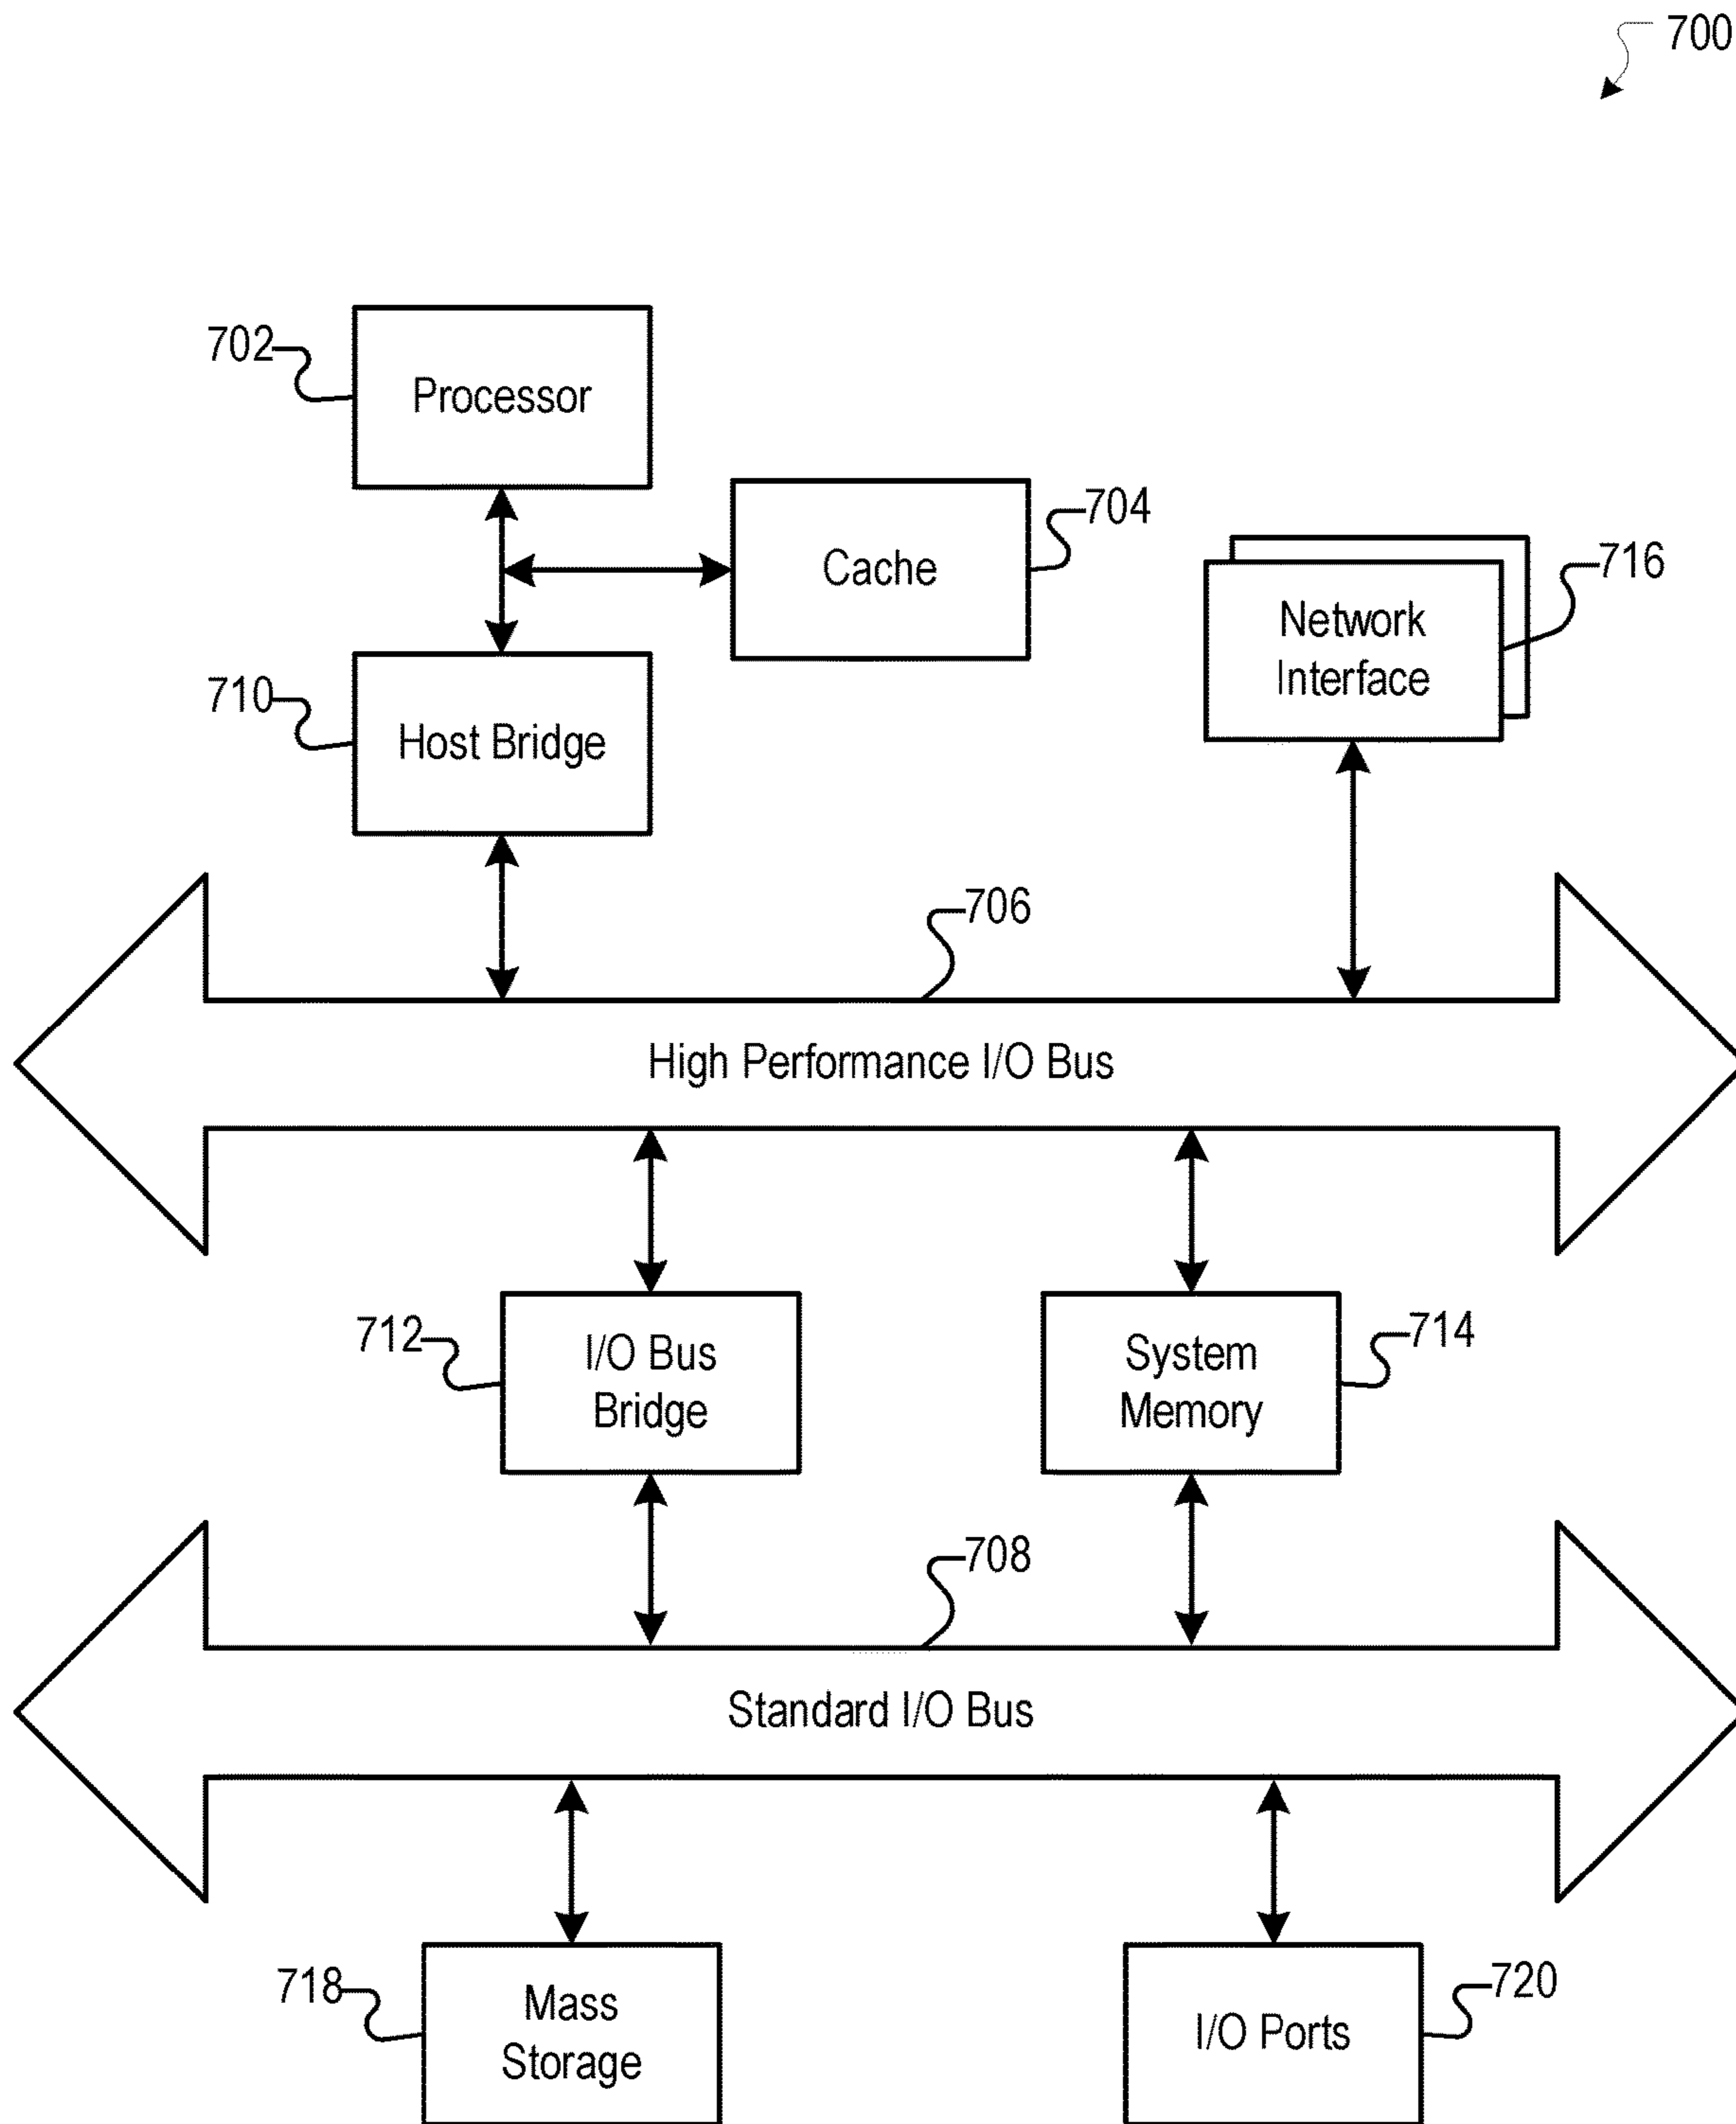 700
702
Processor
704
Cache
716
Network
Interface
710
Host Bridge
706
High Performance I/O Bus
712
I/O Bus
Bridge
714
System
Memory
708
Standard I/O Bus
718
Mass
Storage
720
I/O Ports